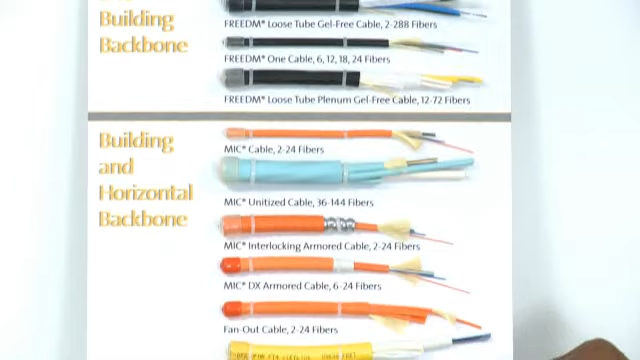 Building
Backbone
FREEDM® Loose Tube Gel-Free Cable, 2-288 Fibers
FREEDM® One Cable, 6, 12, 18, 24 Fibers
FREEDM® Loose Tube Plenum Gel-Free Cable, 12-72 Fibers
Building
and
Horizontal
Backbone
MIC® Cable, 2-24 Fibers
MIC® Unitized Cable, 36-144 Fibers
MIC® Interlocking Armored Cable, 2-24 Fibers
MIC® DX Armored Cable, 6-24 Fibers
Fan-Out Cable, 2-24 Fibers